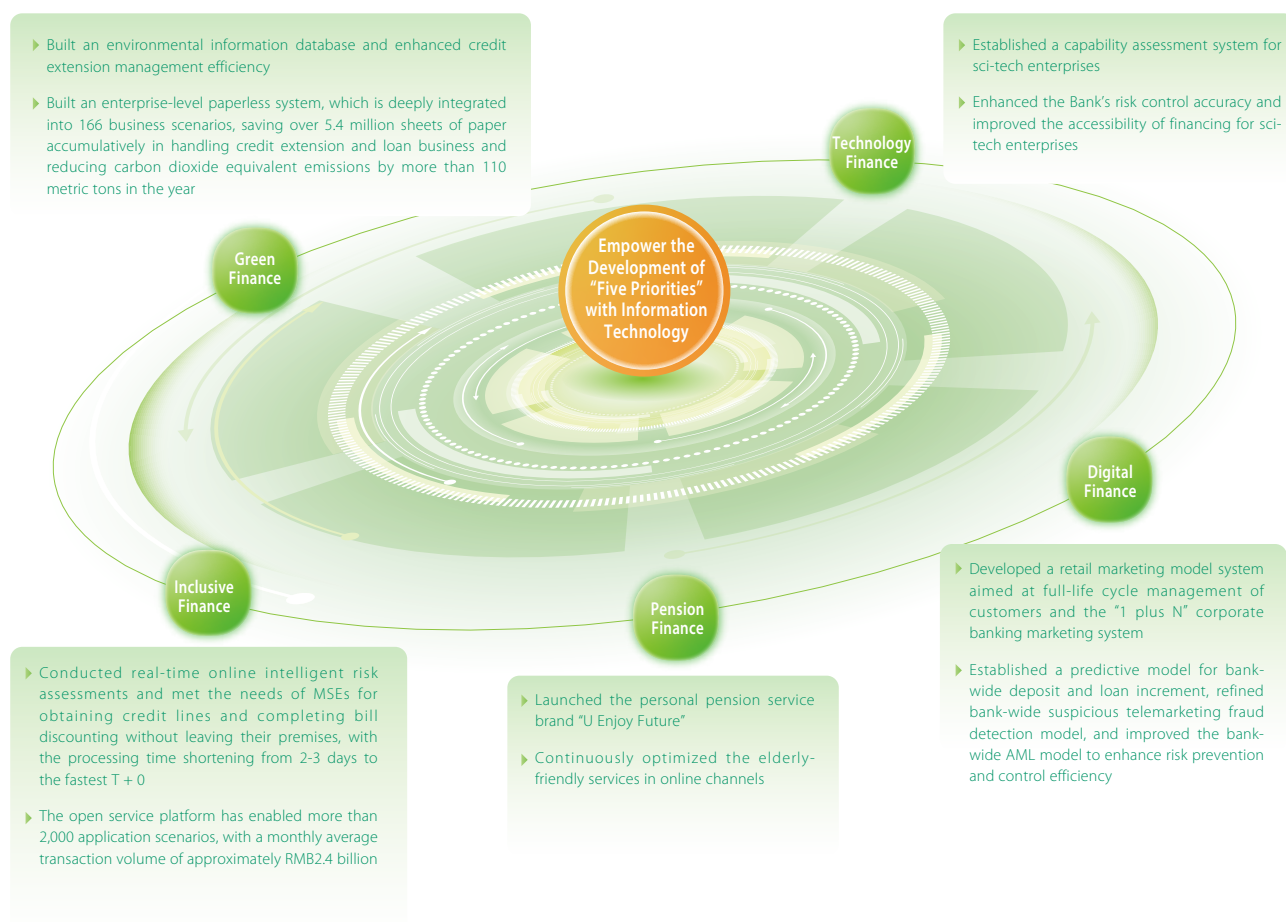 Built an environmental information database and enhanced credit
extension management efficiency
Built an enterprise-level paperless system, which is deeply integrated
into 166 business scenarios, saving over 5.4 million sheets of paper
accumulatively in handling credit extension and loan business and
reducing carbon dioxide equivalent emissions by more than 110
metric tons in the year
Established a capability assessment system for
sci-tech enterprises
Enhanced the Bank's risk control accuracy and
improved the accessibility of financing for sci-
tech enterprises
Technology
Finance
Green
Finance
Empower the
Development of
“Five Priorities”
with Information
Technology
Digital
Finance
Inclusive
Finance
Pension
Finance
Developed a retail marketing model system
aimed at full-life cycle management of
customers and the “1 plus N” corporate
banking marketing system
Established a predictive model for bank-
wide deposit and loan increment, refined
bank-wide suspicious telemarketing fraud
detection model, and improved the bank-
wide AML model to enhance risk prevention
and control efficiency
Conducted real-time online intelligent risk
assessments and met the needs of MSEs for
obtaining credit lines and completing bill
discounting without leaving their premises, with
the processing time shortening from 2-3 days to
the fastest T + 0
The open service platform has enabled more than
2,000 application scenarios, with a monthly average
transaction volume of approximately RMB2.4 billion
Launched the personal pension service
brand “U Enjoy Future”
Continuously optimized the elderly-
friendly services in online channels